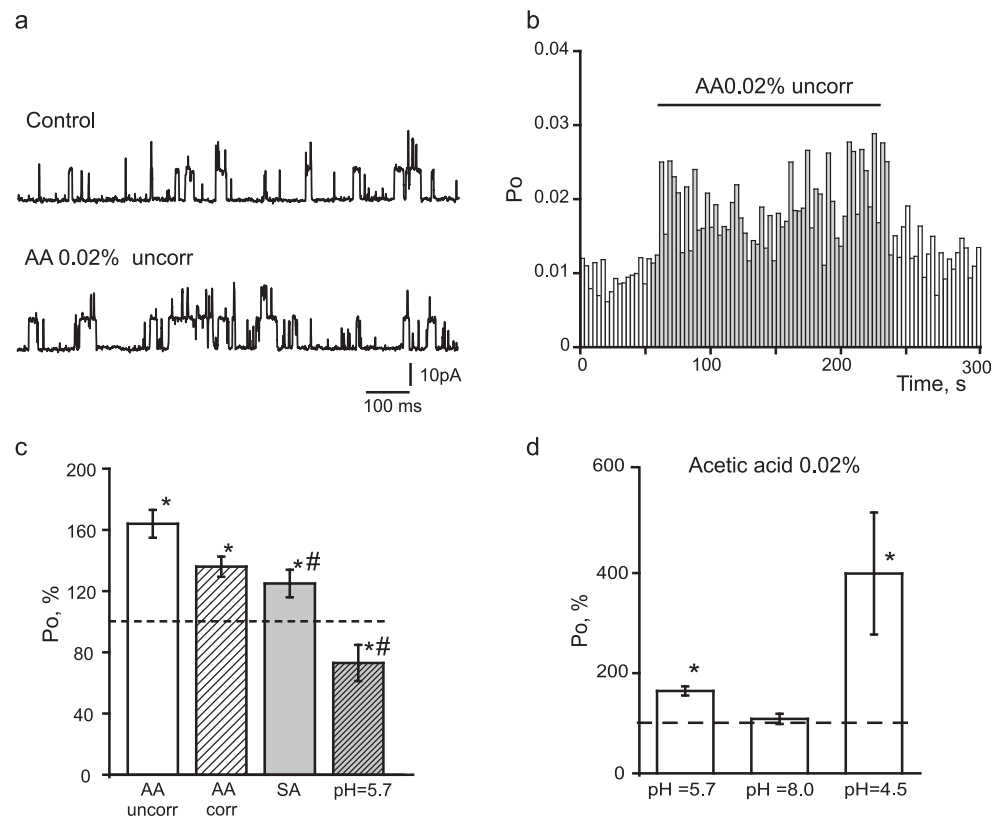 a
Control
AA 0.02% uncorr
10pA
100 ms
b
0.04
0.03
0.02
0.01
0
Po
AA0.02% uncorr
0
100
200
300
Time, s
c
200
160
120
80
40
0
Po, %
*
*
*#
*#
AA
uncorr
AA
corr
SA
pH=5.7
d
Acetic acid 0.02%
600
400
200
0
Po, %
*
*
pH =5.7
pH =8.0
pH=4.5